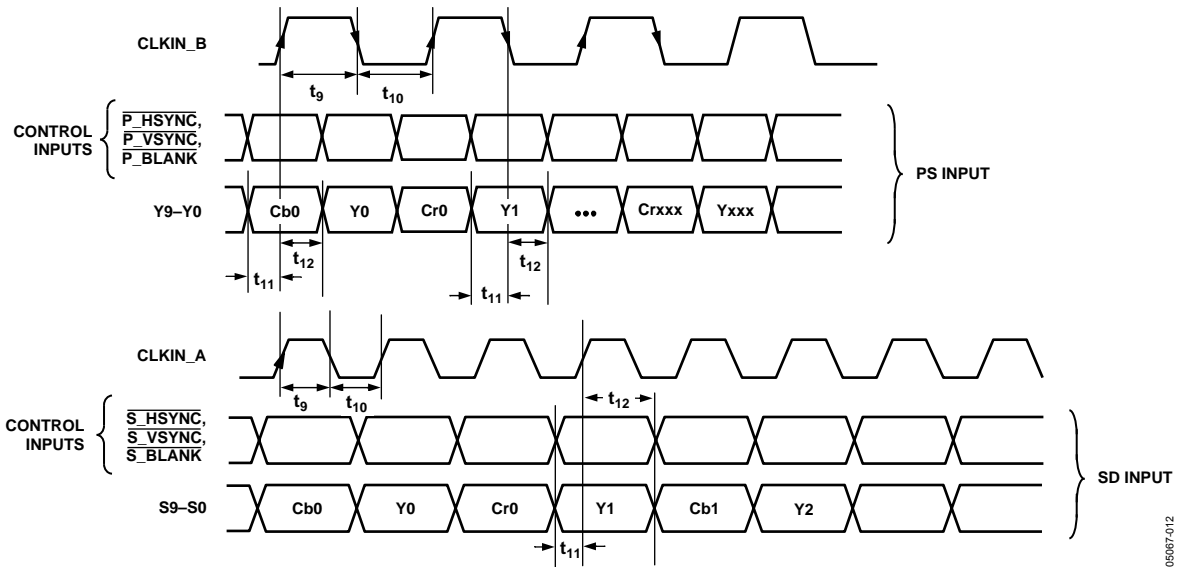 CLKIN_B
t9
t10
CONTROL
INPUTS
P_HSYNC,
P_VSYNC,
P_BLANK
PS INPUT
Y9–Y0
Cb0
Y0
Cr0
Y1
•••
Crxxx
Yxxx
t12
t12
t11
t11
CLKIN_A
t9
t10
t12
CONTROL
INPUTS
S_HSYNC,
S_VSYNC,
S_BLANK
SD INPUT
S9–S0
Cb0
Y0
Cr0
Y1
Cb1
Y2
t11
05067-012